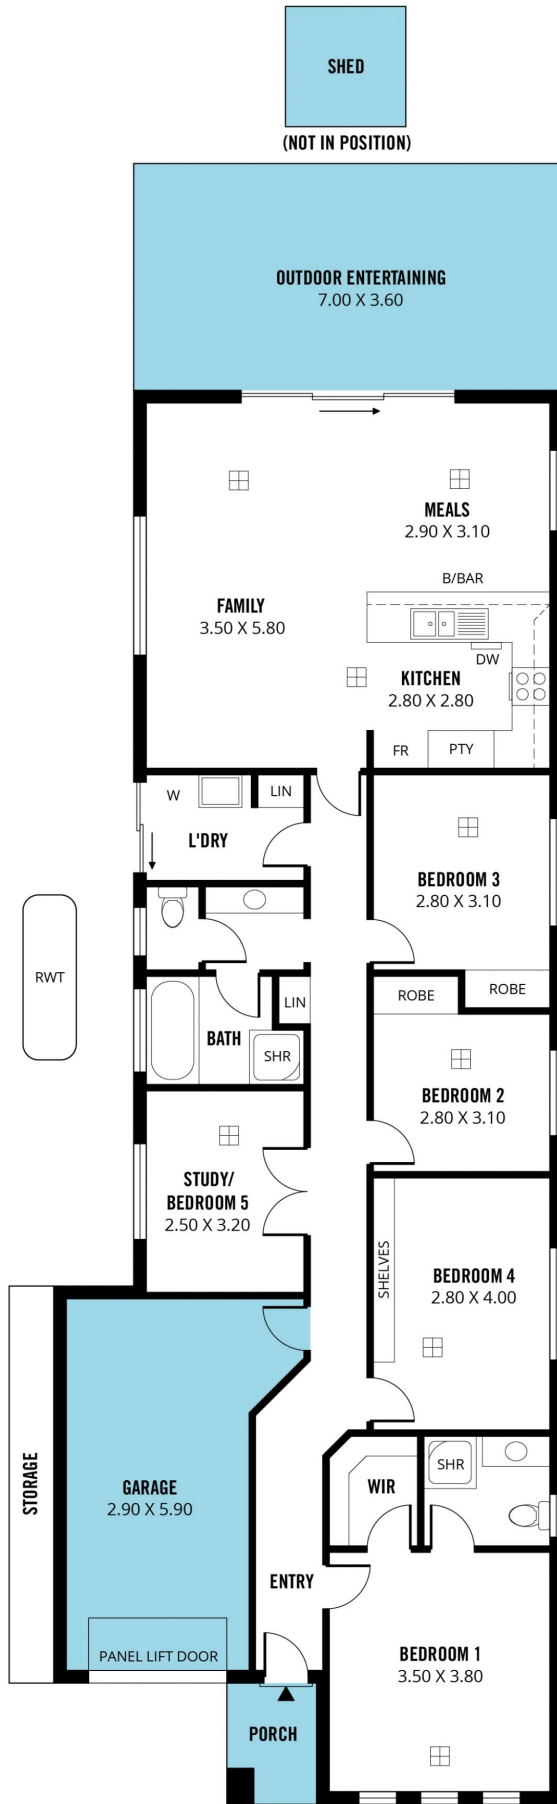 SHED
(NOT IN POSITION)
OUTDOOR ENTERTAINING
7.00 X 3.60
MEALS
2.90 X 3.10
B/BAR
FAMILY
3.50 X 5.80
DW
KITCHEN
2.80 X 2.80
FR
PTY
W
LIN
L'DRY
BEDROOM 3
2.80 X 3.10
RWT
ROBE
ROBE
LIN
BATH
SHR
BEDROOM 2
2.80 X 3.10
STUDY/
BEDROOM 5
2.50 X 3.20
SHELVES
BEDROOM 4
2.80 X 4.00
STORAGE
GARAGE
2.90 X 5.90
WIR
SHR
ENTRY
PANEL LIFT DOOR
BEDROOM 1
3.50 X 3.80
PORCH